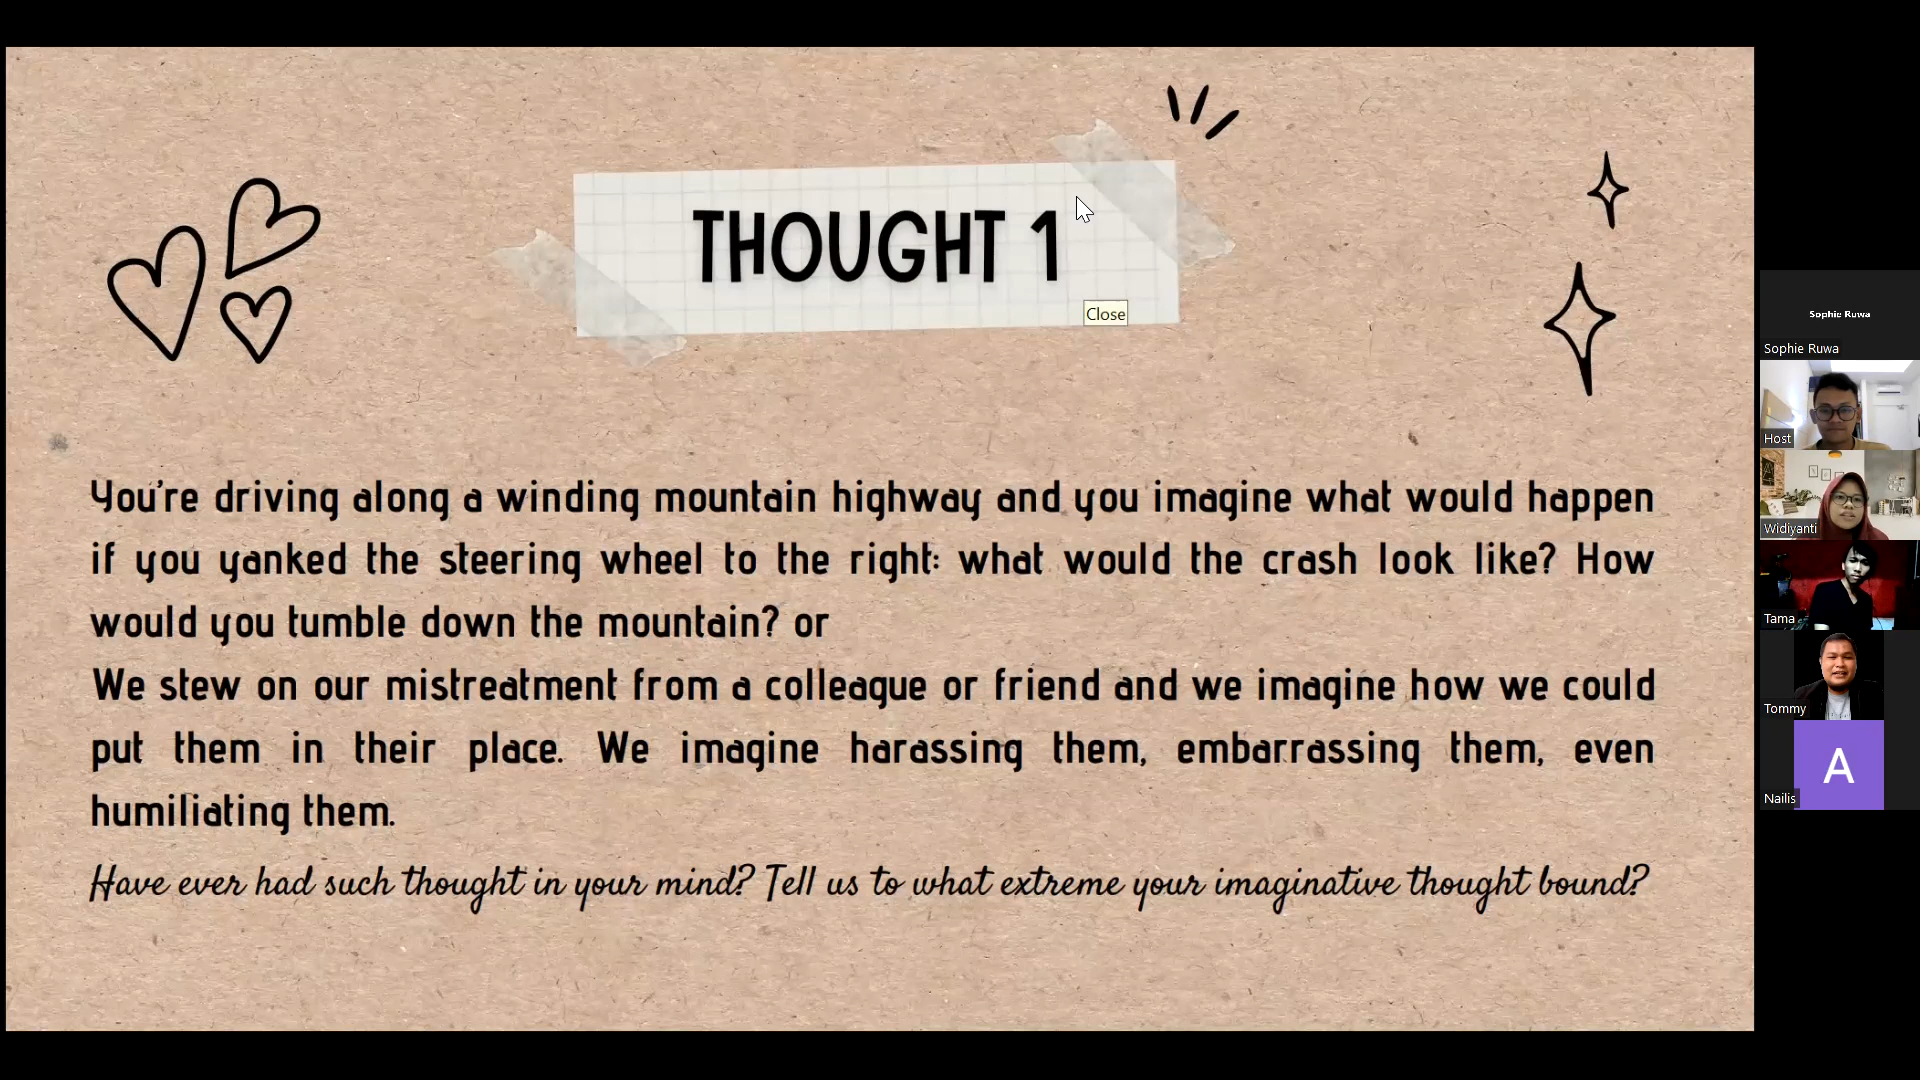 THOUGHT 1
Close
You're driving along a winding mountain highway and you imagine what would happen
if you yanked the steering wheel to the right: what would the crash look like? How
would you tumble down the mountain? or
We stew on our mistreatment from a colleague or friend and we imagine how we could
put them in their place. We imagine harassing them, embarrassing them, even
humiliating them.
Have ever had such thought in your mind? Tell us to what extreme your imaginative thought bound?
Sophie Ruwa
Sophie Ruwa
Host
Widiyanti
Tama
Tommy
A
Nailis